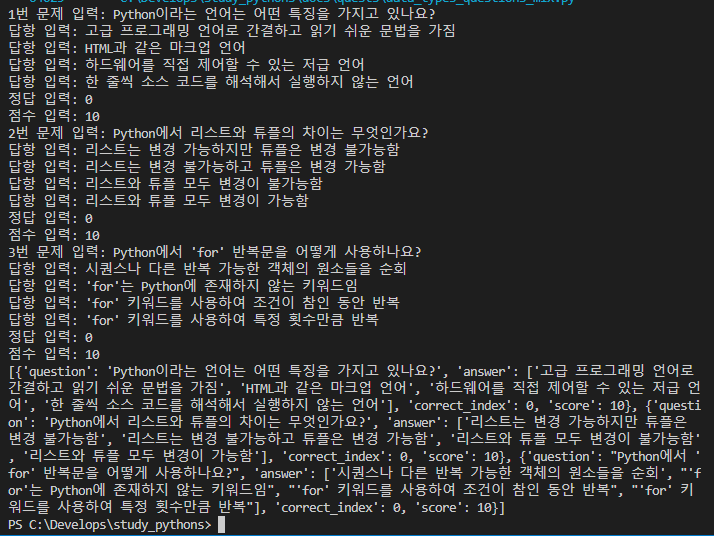 1번 문제 입력: Python이라는 언어는 어떤 특징을 가지고 있나요?
답항 입력: 고급 프로그래밍 언어로 간결하고 읽기 쉬운 문법을 가짐
답항 입력: HTML과 같은 마크업 언어
답항 입력: 하드웨어를 직접 제어할 수 있는 저급 언어
답항 입력: 한 줄씩 소스 코드를 해석해서 실행하지 않는 언어
정답 입력: 0
점수 입력: 10
2번 문제 입력: Python에서 리스트와 튜플의 차이는 무엇인가요?
답항 입력: 리스트는 변경 가능하지만 튜플은 변경 불가능함
답항 입력: 리스트는 변경 불가능하고 튜플은 변경 가능함
답항 입력: 리스트와 튜플 모두 변경이 불가능함
답항 입력: 리스트와 튜플 모두 변경이 가능함
정답 입력: 0
점수 입력: 10
3번 문제 입력: Python에서 'for' 반복문을 어떻게 사용하나요?
답항 입력: 시퀀스나 다른 반복 가능한 객체의 원소들을 순회
답항 입력: 'for'는 Python에 존재하지 않는 키워드임
답항 입력: 'for' 키워드를 사용하여 조건이 참인 동안 반복
답항 입력: 'for' 키워드를 사용하여 특정 횟수만큼 반복
정답 입력: 0
점수 입력: 10
[{'question': 'Python이라는 언어는 어떤 특징을 가지고 있나요?', 'answer': ['고급 프로그래밍 언어로
간결하고 읽기 쉬운 문법을 가짐', 'HTML과 같은 마크업 언어', '하드웨어를 직접 제어할 수 있는 저급 언
어', '한 줄씩 소스 코드를 해석해서 실행하지 않는 언어'], 'correct_index': 0, 'score': 10}, {'questi
on': 'Python에서 리스트와 튜플의 차이는 무엇인가요?', 'answer': ['리스트는 변경 가능하지만 튜플은
변경 불가능함', '리스트는 변경 불가능하고 튜플은 변경 가능함', '리스트와 튜플 모두 변경이 불가능함'
, '리스트와 튜플 모두 변경이 가능함'], 'correct_index': 0, 'score': 10}, {'question': "Python에서 '
for' 반복문을 어떻게 사용하나요?", 'answer': ['시퀀스나 다른 반복 가능한 객체의 원소들을 순회', "'fo
r'는 Python에 존재하지 않는 키워드임", "'for' 키워드를 사용하여 조건이 참인 동안 반복", "'for' 키
워드를 사용하여 특정 횟수만큼 반복"], 'correct_index': 0, 'score': 10}]
PS C:\Develops\study_pythons>